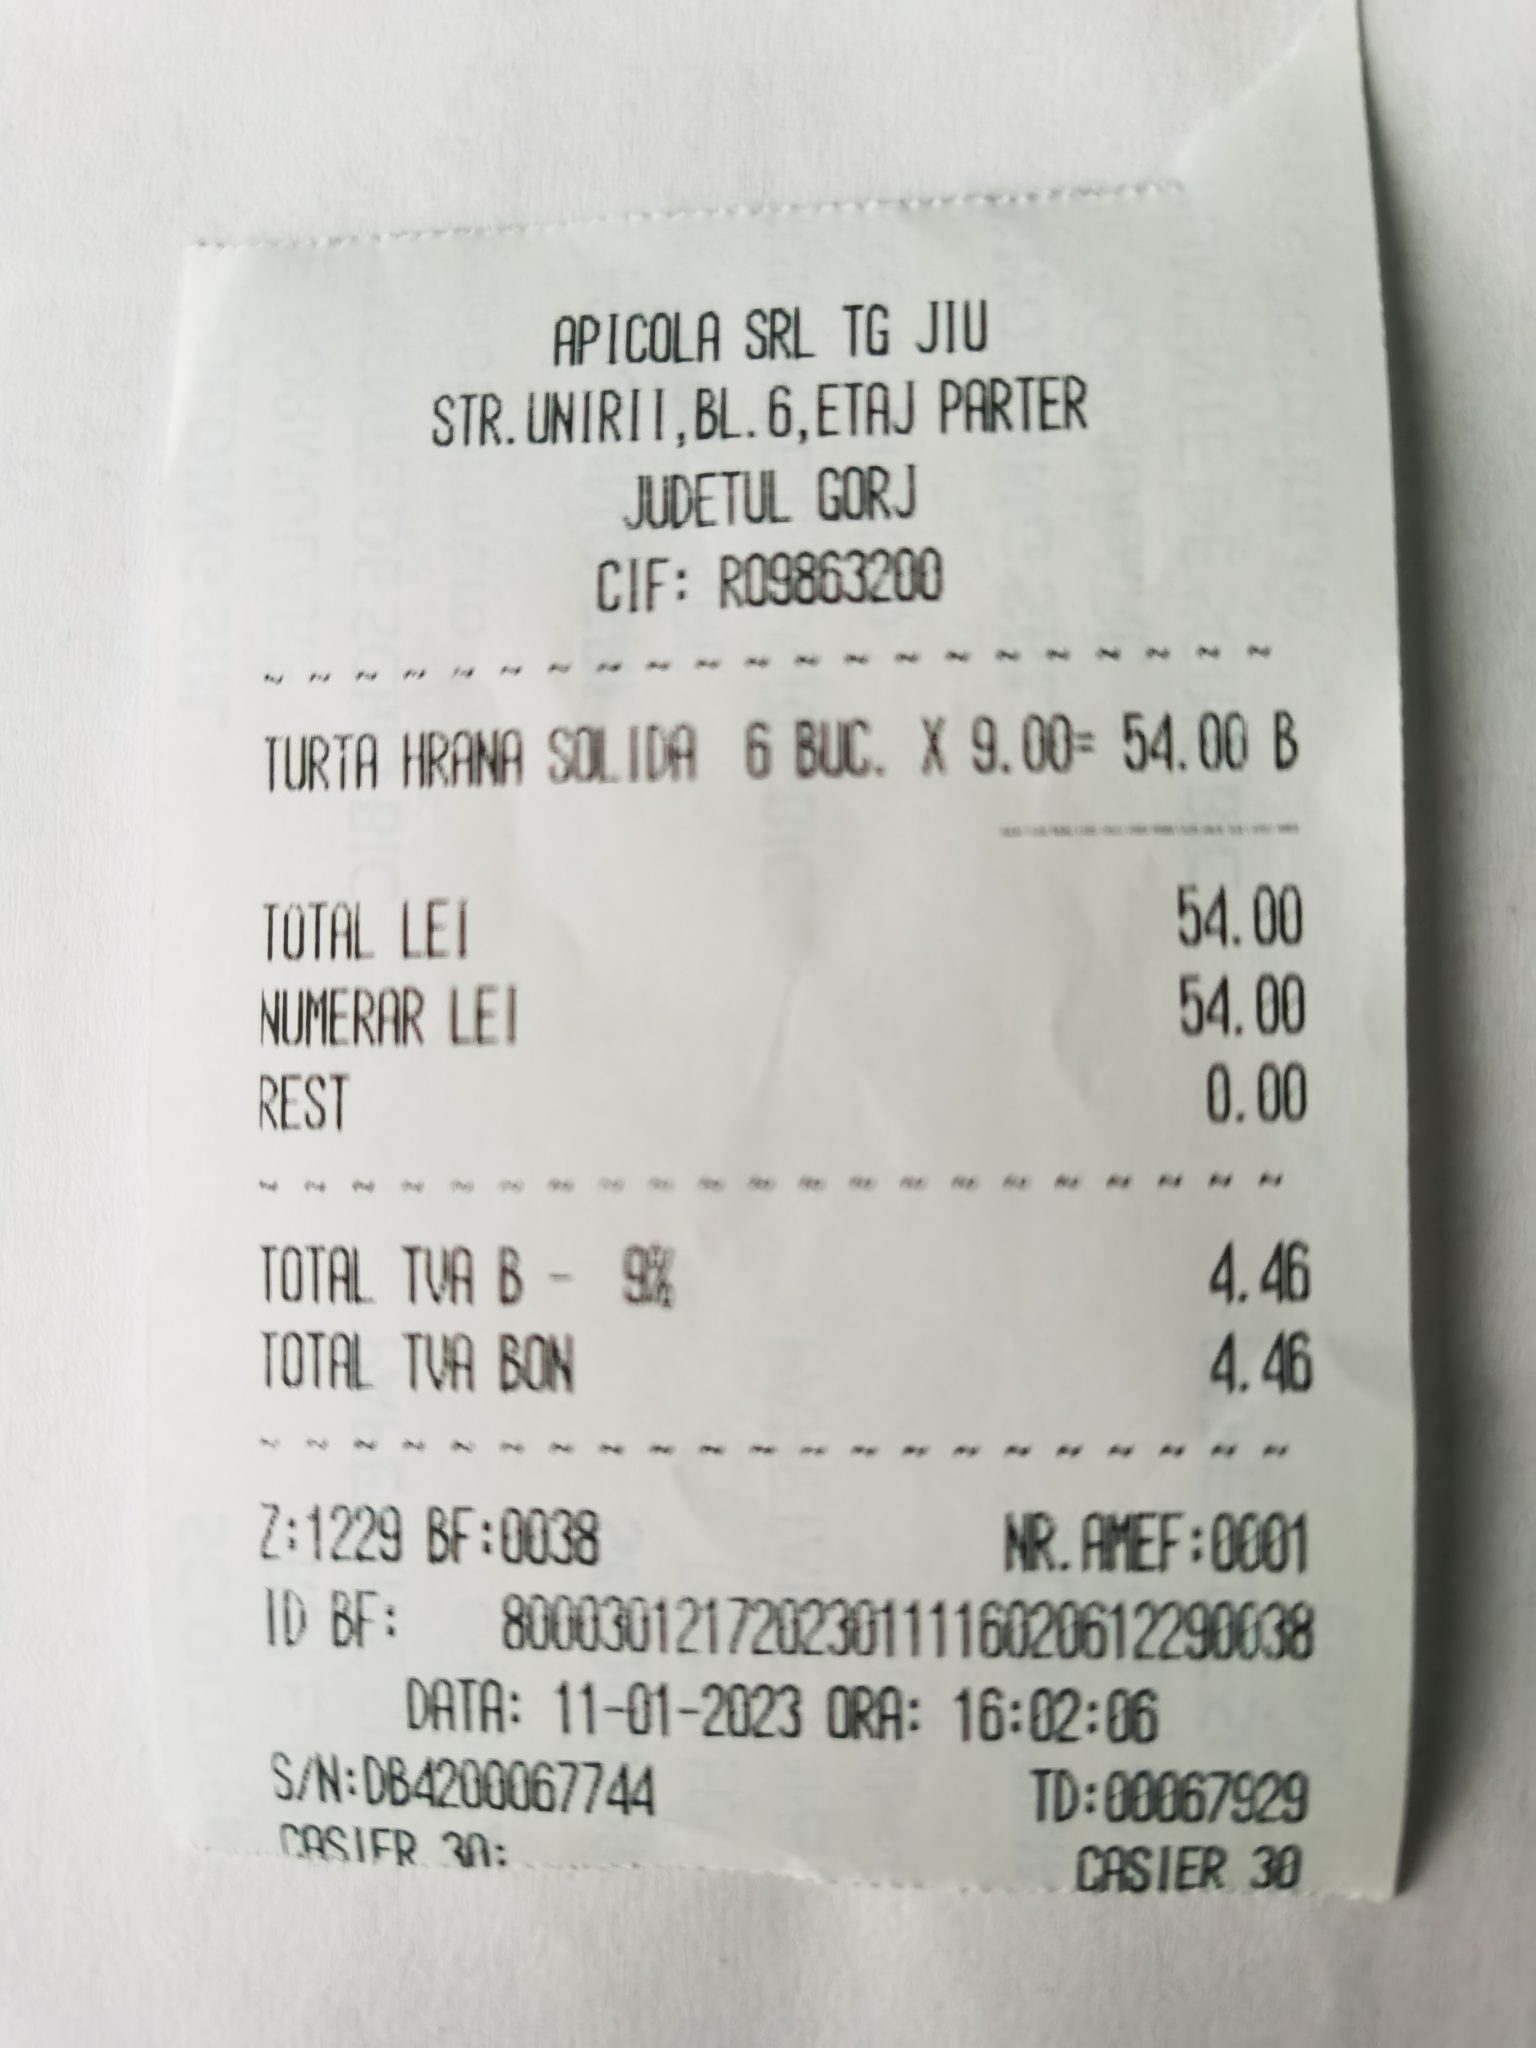 APICOLA SRL TG JIU
STR.UNIRII,BL.6,ETAJ PARTER
JUDETUL GORJ
CIF: RO9863200
~ ~ ~ ~ ~ ~ ~ ~ ~ ~ ~ ~ ~ ~ ~ ~ ~ ~ ~ ~ ~
TURTA HRANA SOLIDA 6 BUC. X 9.00= 54.00 B
------------
TOTAL LEI 54.00
NUMERAR LEI 54.00
REST 0.00
~ ~ ~ ~ ~ ~ ~ ~ ~ ~ ~ ~ ~ ~ ~ ~ ~ ~ ~ ~ ~
TOTAL TVA B - 9% 4.46
TOTAL TVA BON 4.46
~ ~ ~ ~ ~ ~ ~ ~ ~ ~ ~ ~ ~ ~ ~ ~ ~ ~ ~ ~ ~
Z:1229 BF:0038 NR.AMEF:0001
ID BF: 80003012172023011116020612290038
DATA: 11-01-2023 ORA: 16:02:06
S/N:DB4200067744 TD:00067929
CASIER 30: CASIER 30